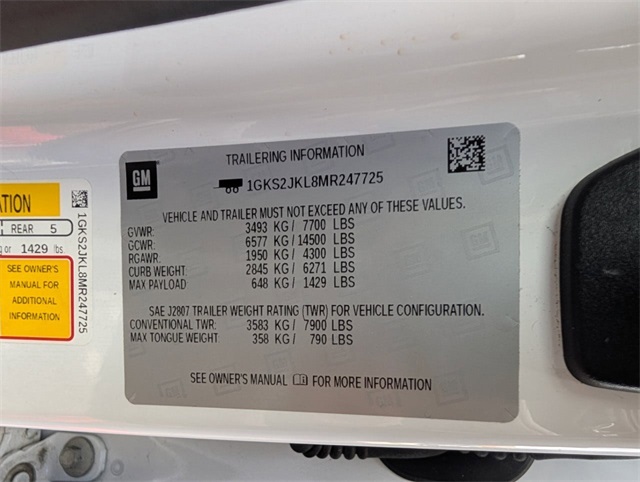 GM
TRAILERING INFORMATION
1GKS2JKL8MR247725
VEHICLE AND TRAILER MUST NOT EXCEED ANY OF THESE VALUES.
GVWR: 3493 KG/ 7700 LBS
GCWR: 6577 KG/ 14500 LBS
RGAWR: 1950 KG/ 4300 LBS
CURB WEIGHT: 2845 KG/ 6271 LBS
MAX PAYLOAD 648 KG/ 1429 LBS
SAE J2807 TRAILER WEIGHT RATING (TWR) FOR VEHICLE CONFIGURATION.
CONVENTIONAL TWR: 3583 KG/ 7900 LBS
MAX TONGUE WEIGHT: 358 KG/ 790 LBS
SEE OWNER'S MANUAL FOR MORE INFORMATION
REAR 5
or 1429 lbs
SEE OWNER'S
MANUAL FOR
ADDITIONAL
INFORMATION
1GKS2JKL8MR247725